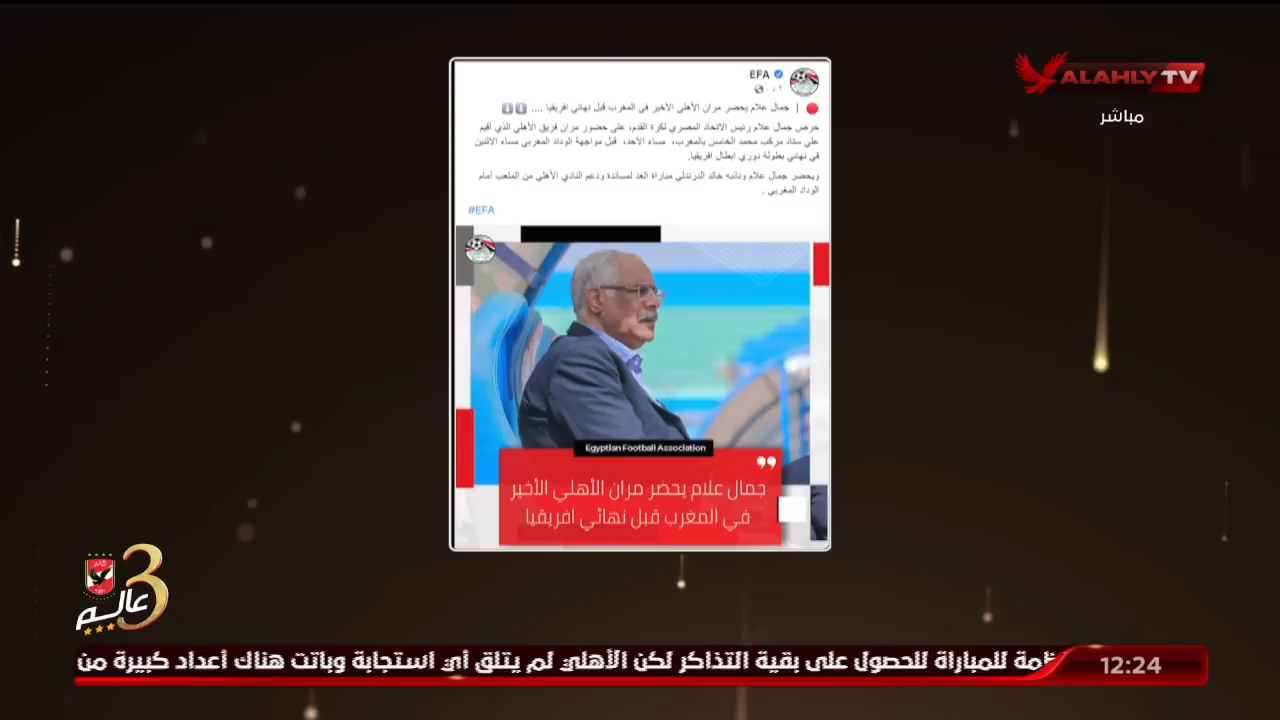 ALAHLY TV
مباشر
EFA
🔴 | جمال علام يحضر مران الأهلي الأخير في المغرب قبل نهائي افريقيا .... ⬇️⬇️
حرص جمال علام رئيس الاتحاد المصري لكرة القدم، على حضور مران فريق الأهلي الذي أقيم
على ستاد مركب محمد الخامس بالمغرب، مساء الأحد، قبل مواجهة الوداد المغربي مساء الاثنين
في نهائي بطولة دوري ابطال افريقيا.
ويحضر جمال علام ونائبه خالد الدرندلي مباراة الغد لمساندة ودعم النادي الأهلي من الملعب أمام
الوداد المغربي .
#EFA
Egyptian Football Association
جمال علام يحضر مران الأهلي الأخير
في المغرب قبل نهائي افريقيا
3
عالم
للمباراة للحصول على بقية التذاكر لكن الأهلي لم يتلق أي استجابة وباتت هناك أعداد كبيرة من
12:24